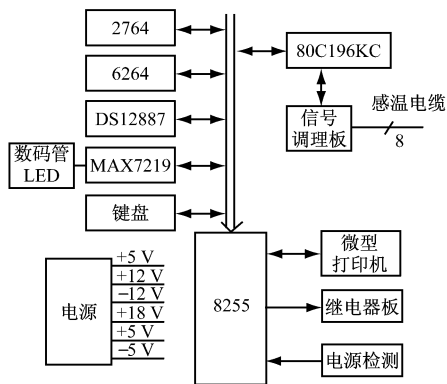 2764
80C196KC
6264
感温电缆
DS12887
信号
调理板
8
数码管
LED
MAX7219
键盘
微型
打印机
8255
继电器板
电源检测
电源
+5 V
+12 V
−12 V
+18 V
+5 V
−5 V